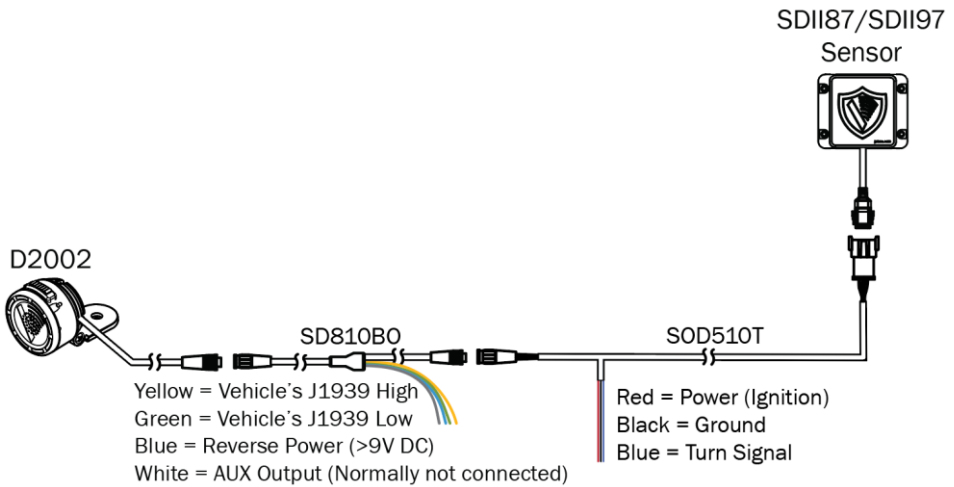 SDII87/SDII97
Sensor
D2002
SD810BO
SOD510T
Yellow = Vehicle's J1939 High
Green = Vehicle's J1939 Low
Blue = Reverse Power (>9V DC)
White = AUX Output (Normally not connected)
Red = Power (Ignition)
Black = Ground
Blue = Turn Signal